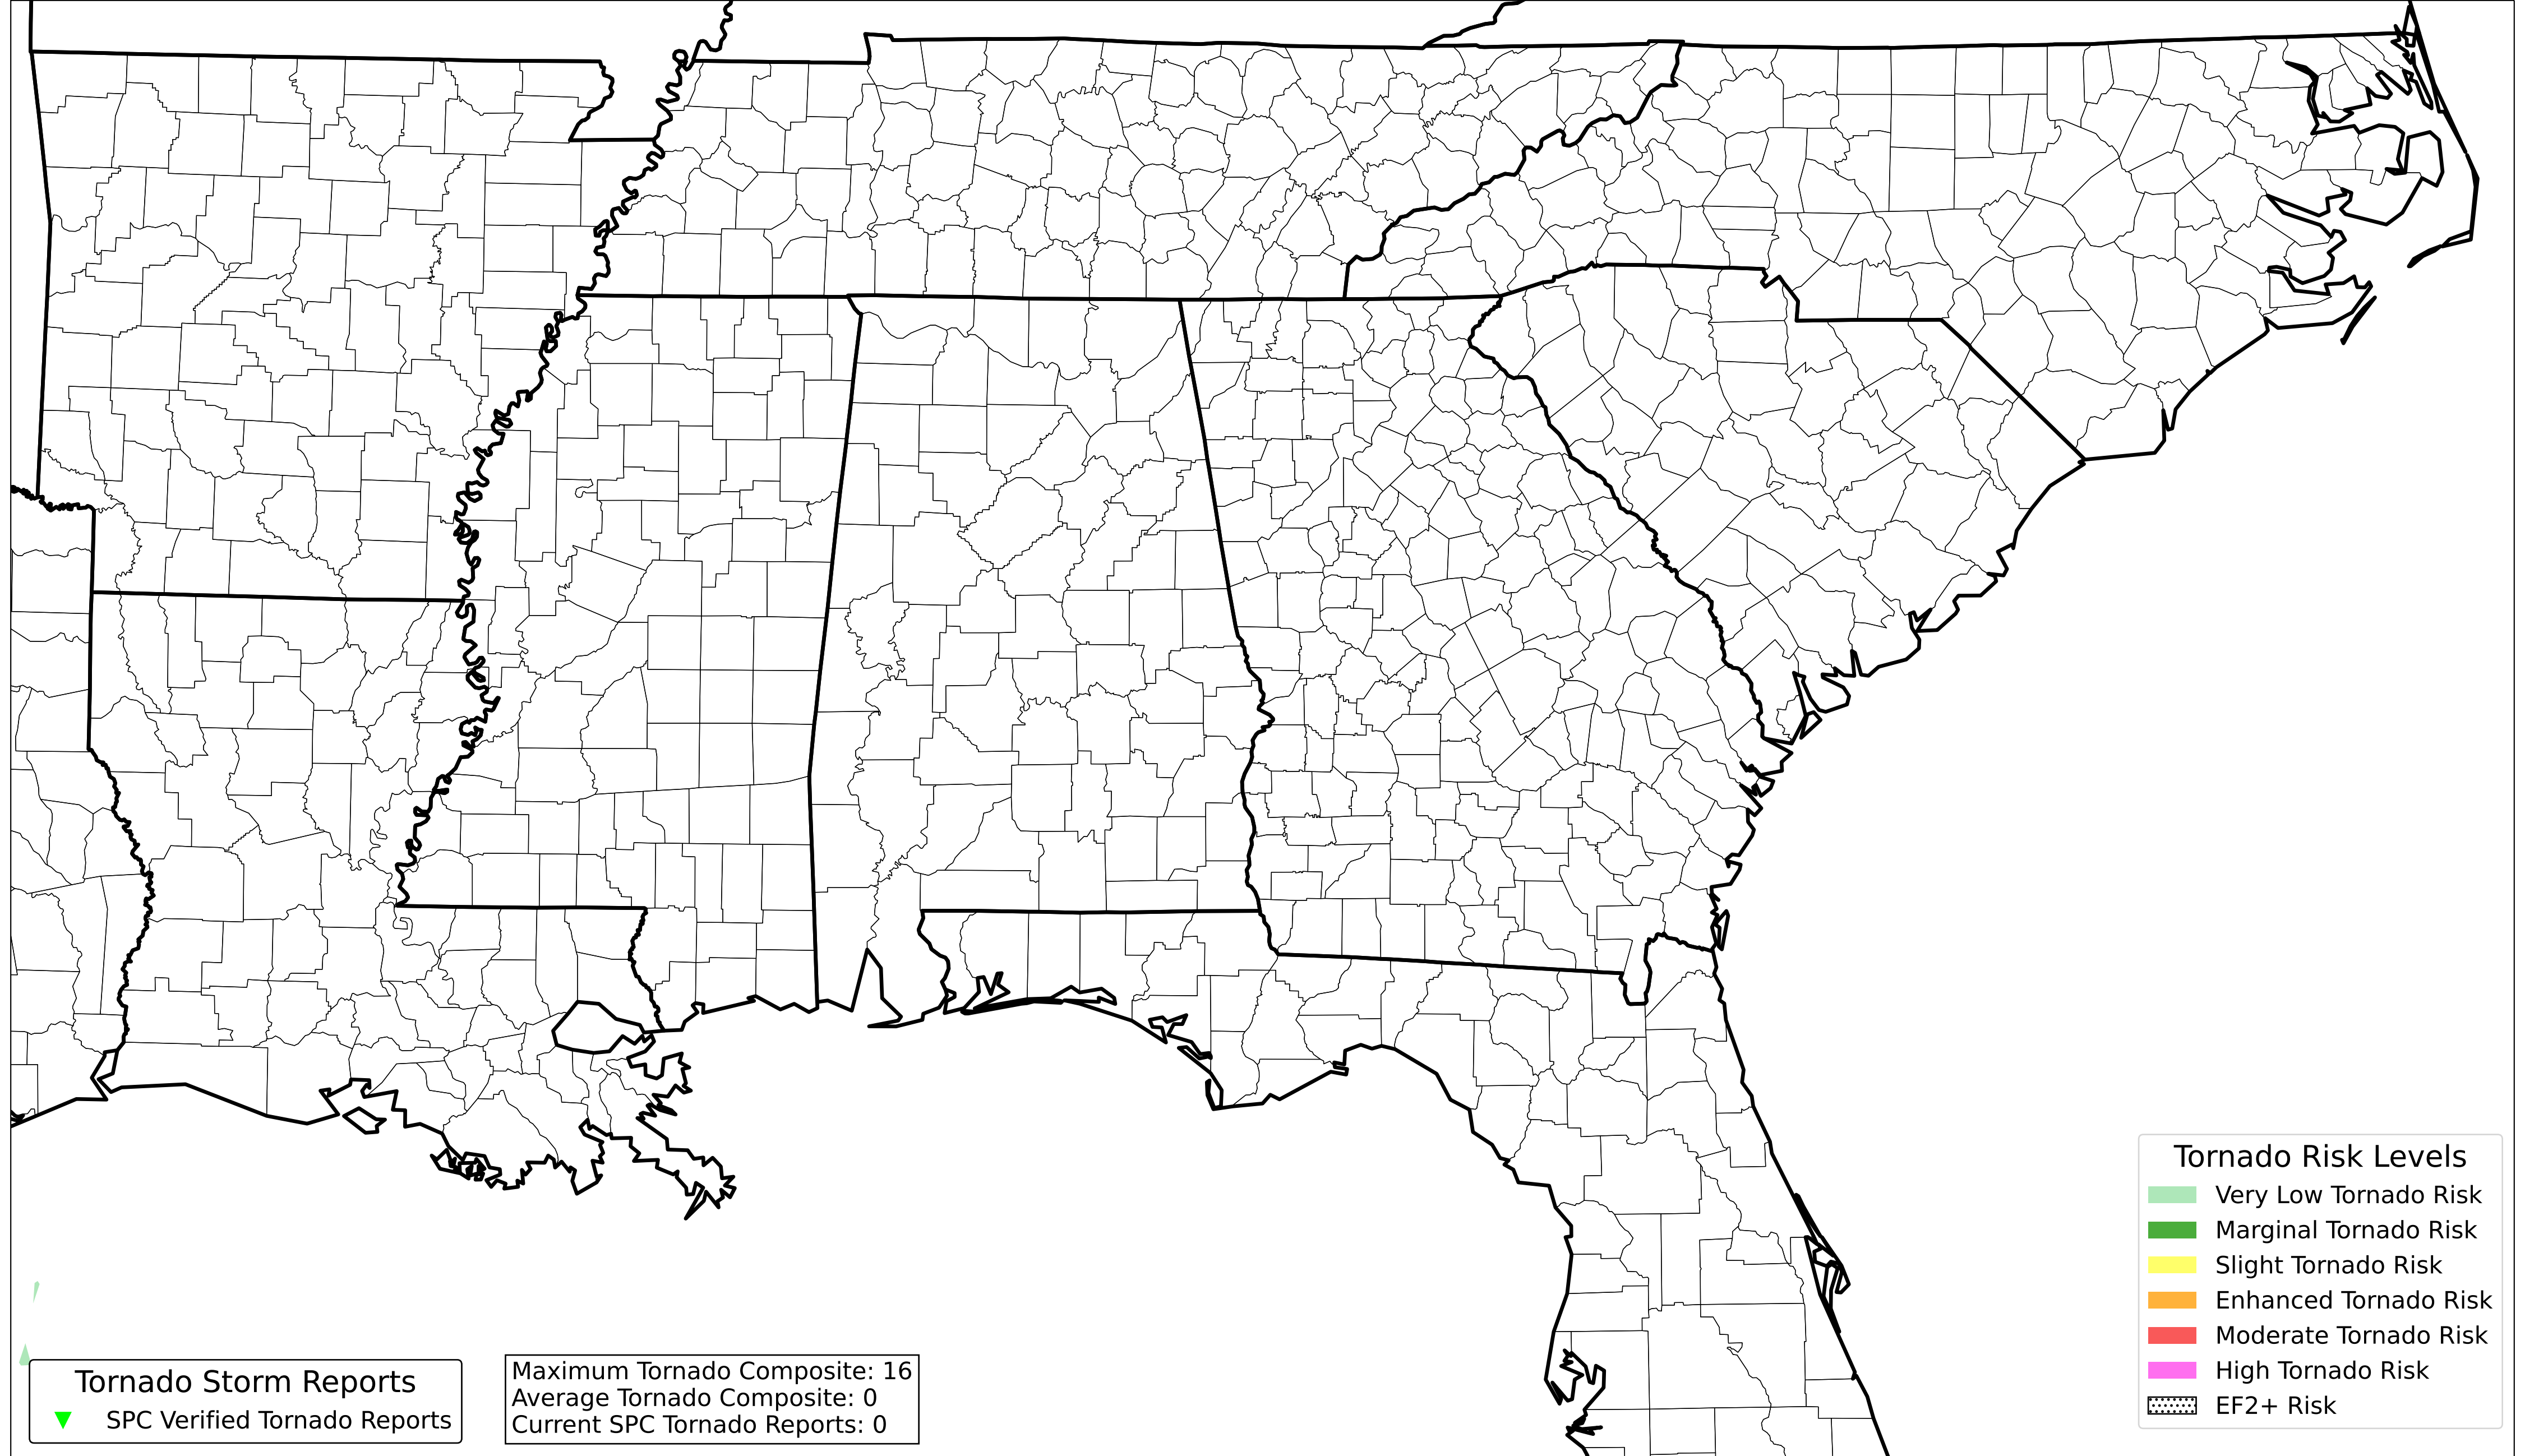 Tornado Storm Reports
SPC Verified Tornado Reports
Maximum Tornado Composite: 16
Average Tornado Composite: 0
Current SPC Tornado Reports: 0
Tornado Risk Levels
Very Low Tornado Risk
Marginal Tornado Risk
Slight Tornado Risk
Enhanced Tornado Risk
Moderate Tornado Risk
High Tornado Risk
EF2+ Risk